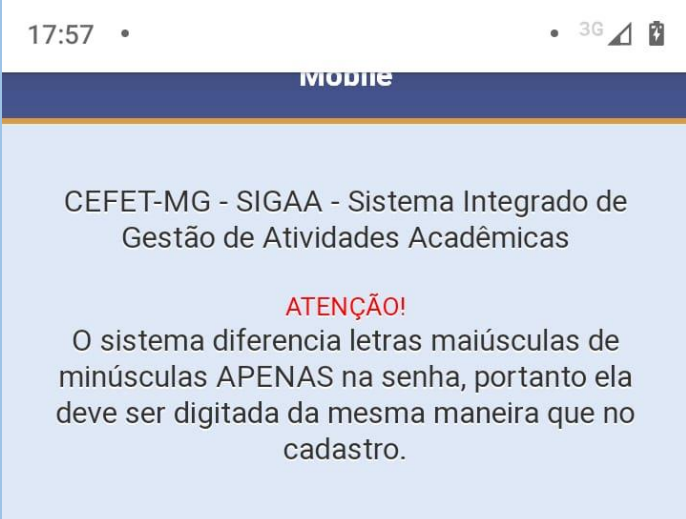 17:57
3G
Mobile
CEFET-MG - SIGAA - Sistema Integrado de
Gestão de Atividades Acadêmicas
ATENÇÃO!
O sistema diferencia letras maiúsculas de
minúsculas APENAS na senha, portanto ela
deve ser digitada da mesma maneira que no
cadastro.